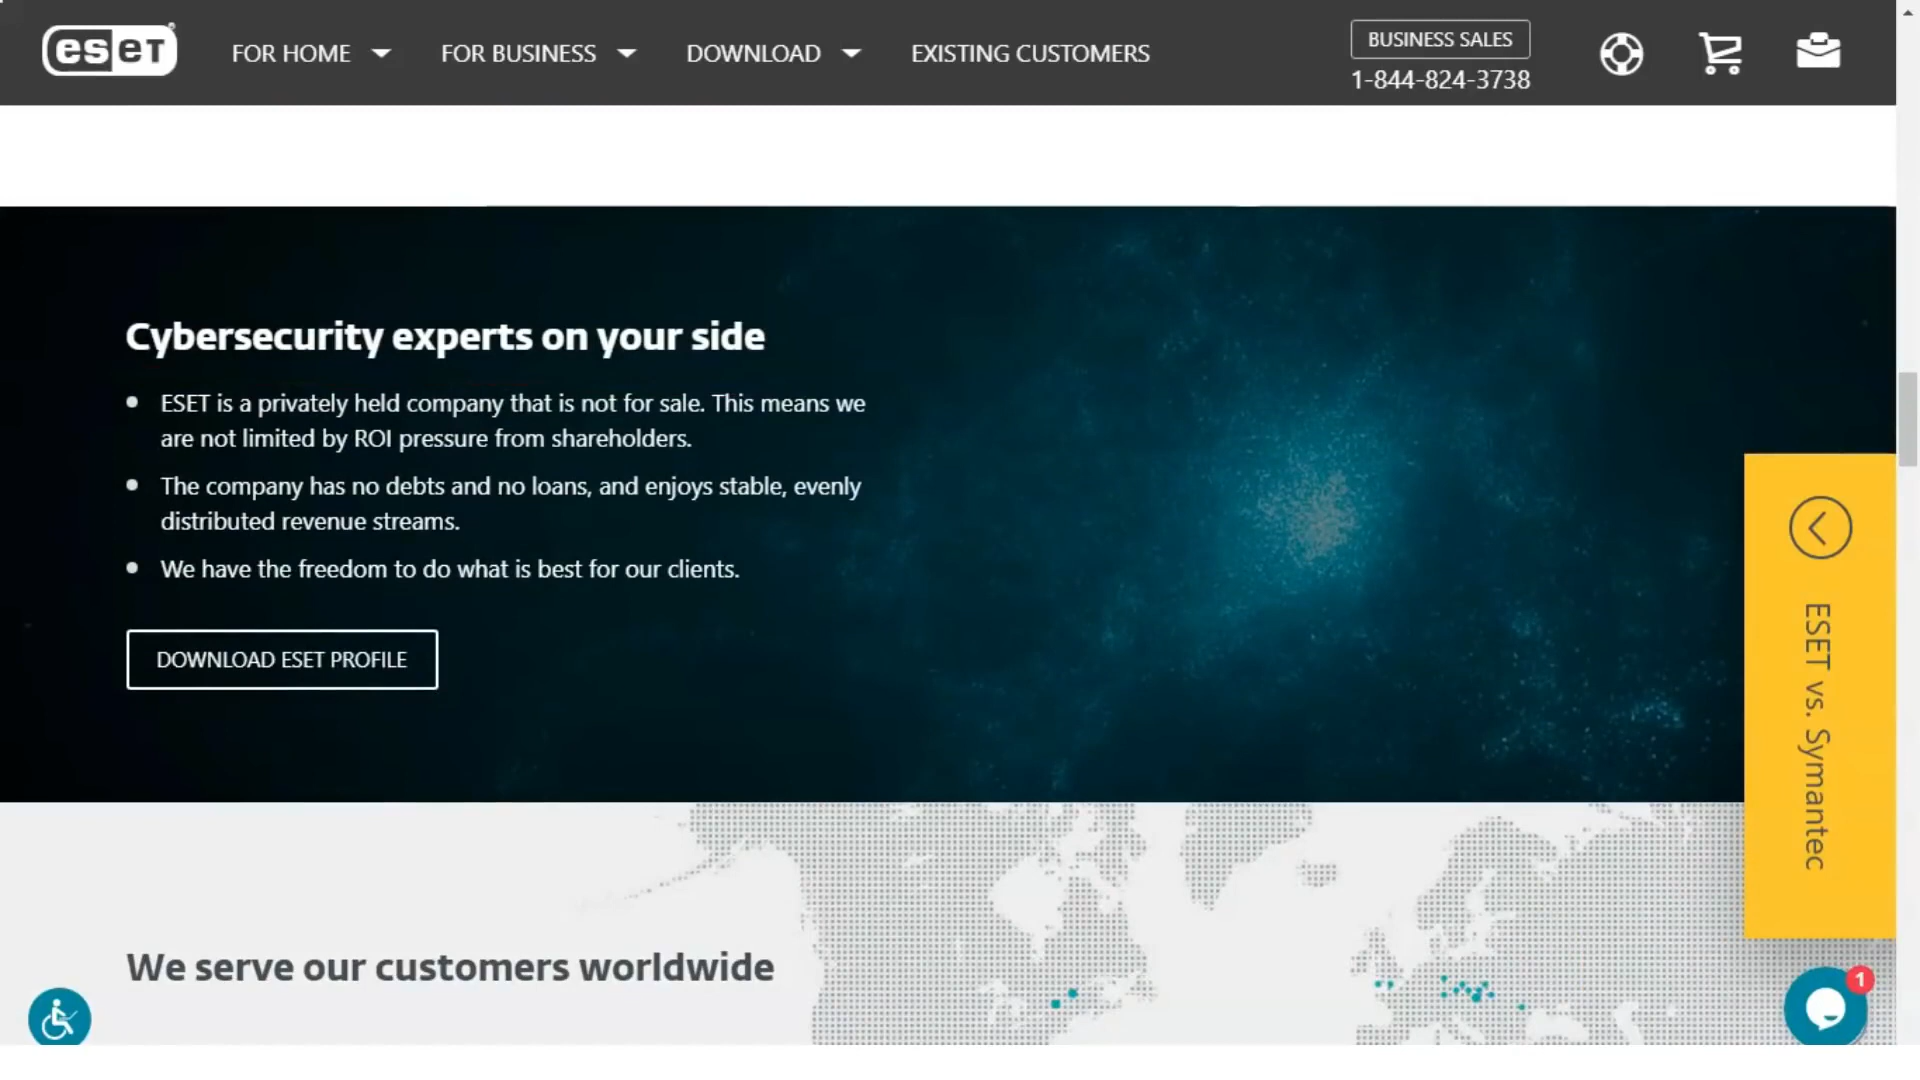 eseT
FOR HOME
FOR BUSINESS
DOWNLOAD
EXISTING CUSTOMERS
BUSINESS SALES
1-844-824-3738
Cybersecurity experts on your side
ESET is a privately held company that is not for sale. This means we
are not limited by ROI pressure from shareholders.
The company has no debts and no loans, and enjoys stable, evenly
distributed revenue streams.
We have the freedom to do what is best for our clients.
DOWNLOAD ESET PROFILE
ESET vs. Symantec
We serve our customers worldwide
1